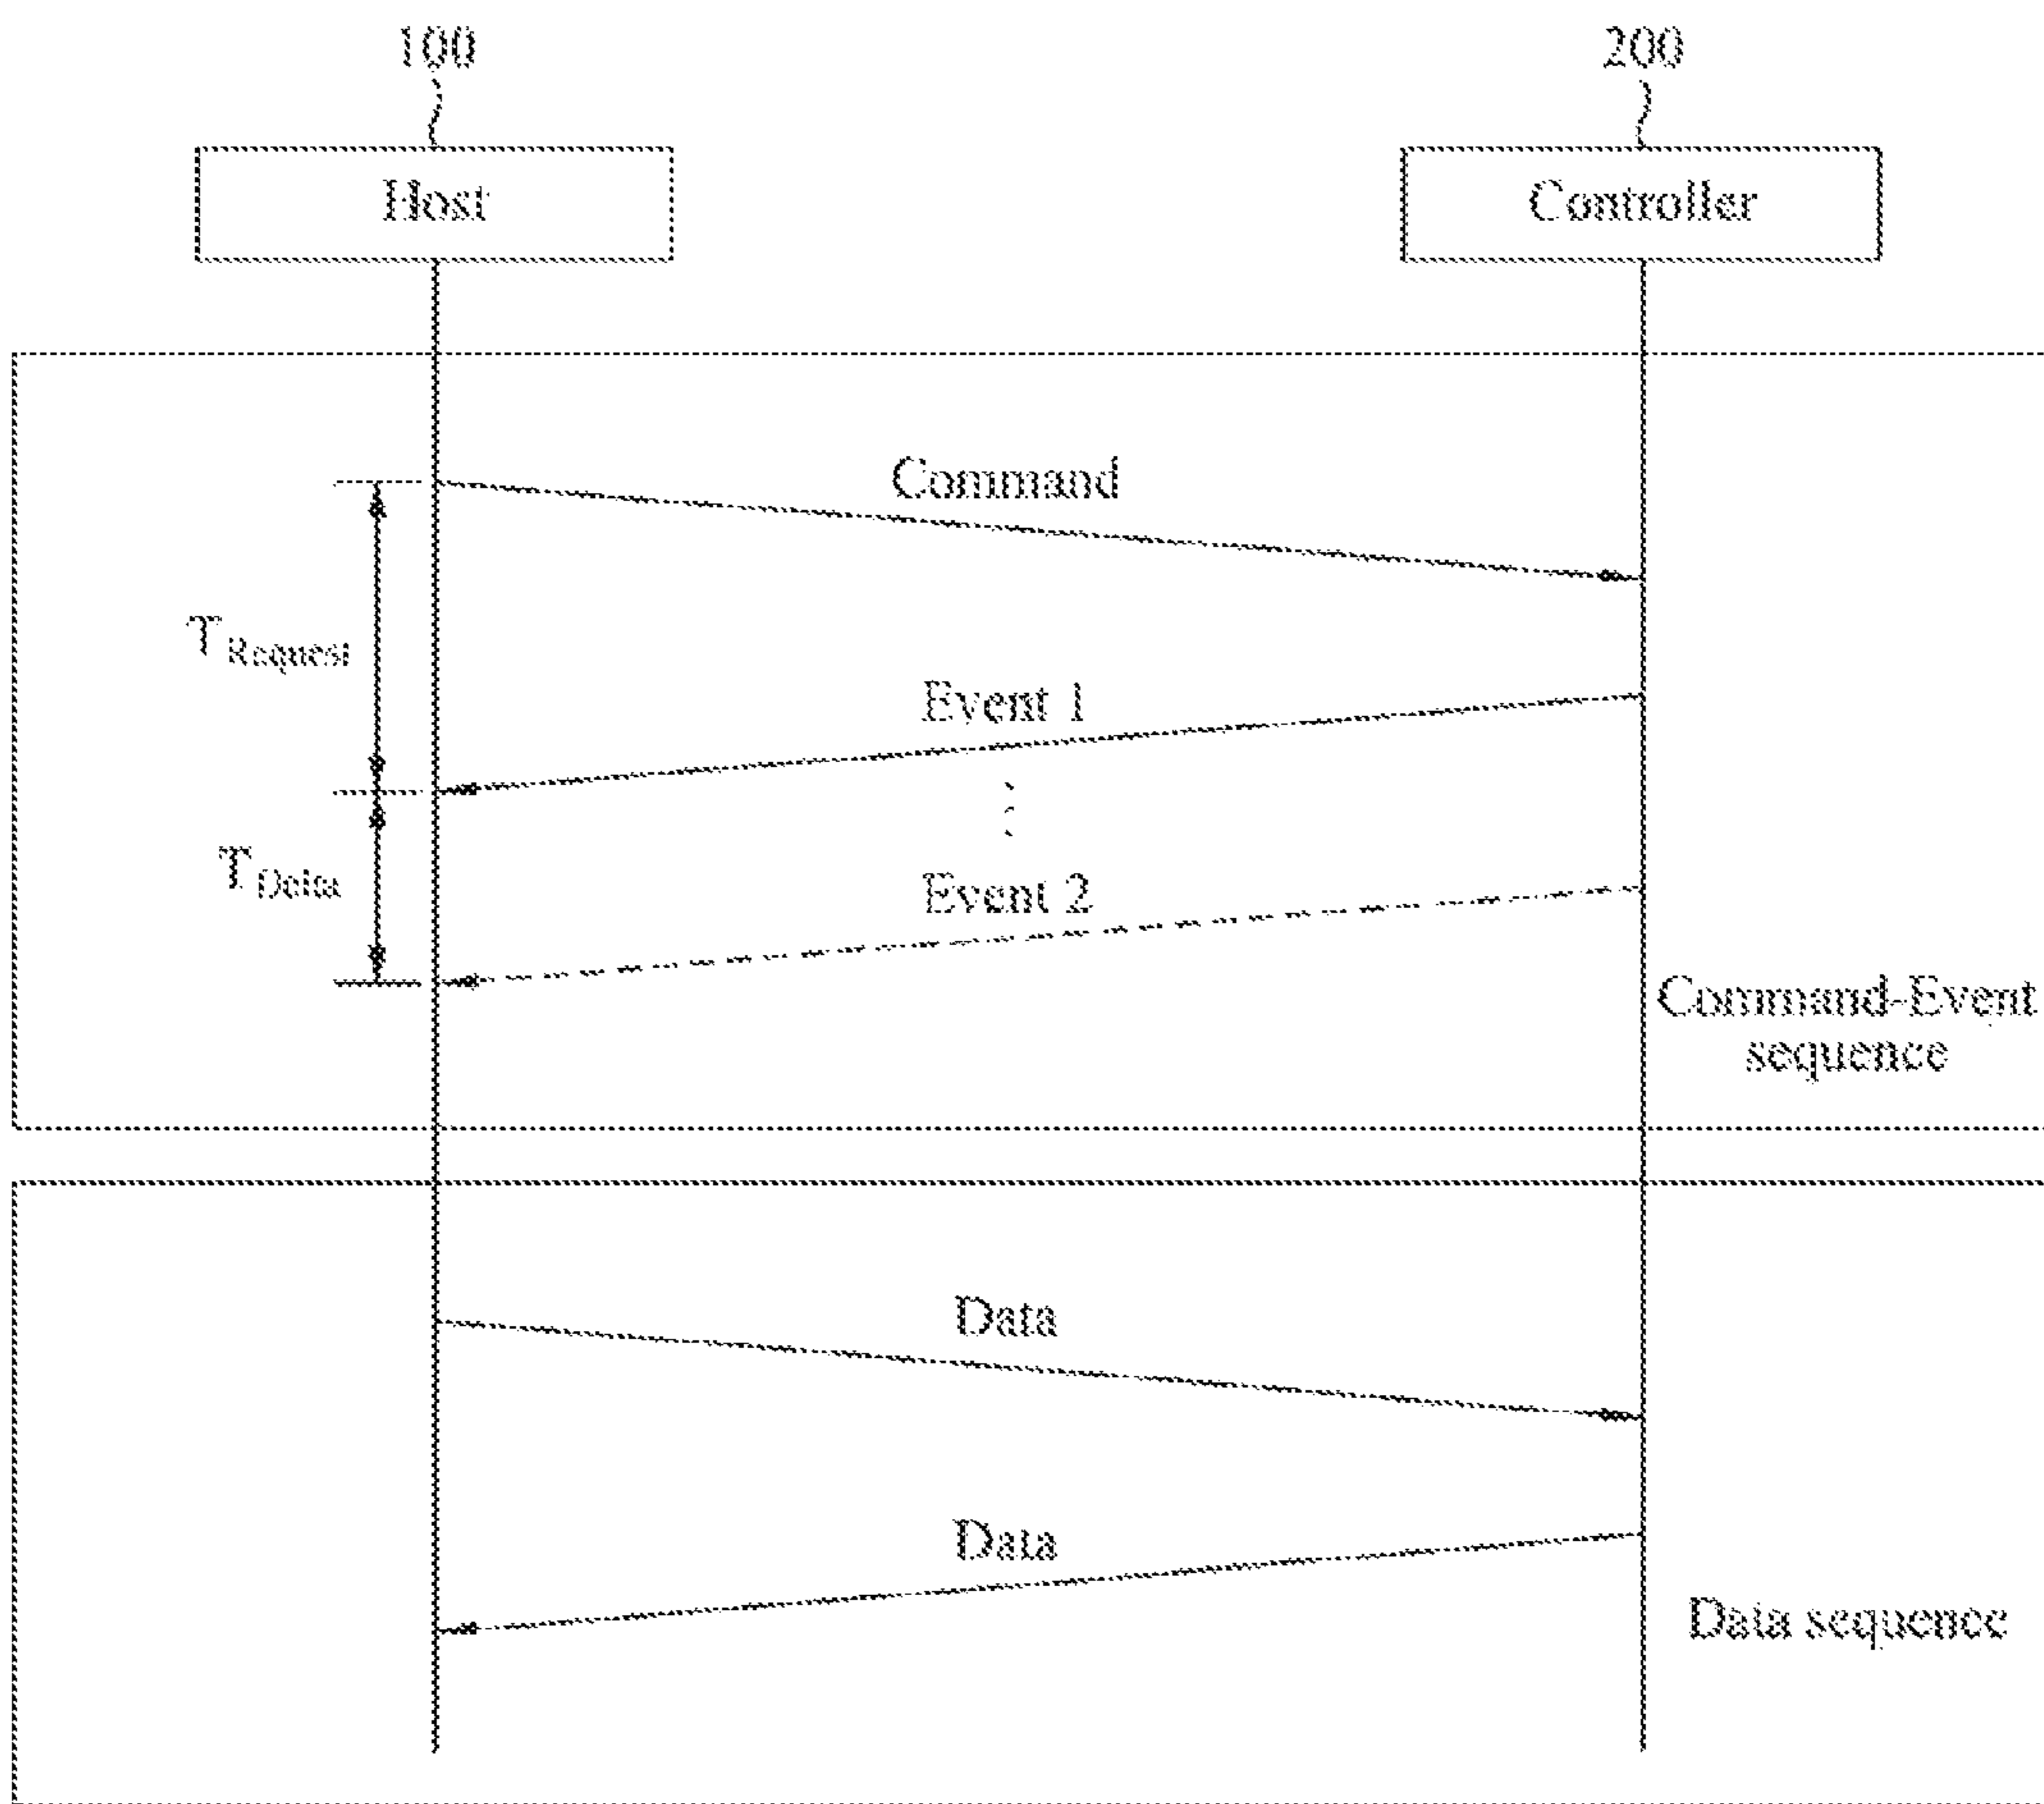 100
200
Host
Controller
Command
T Request
Event 1
T Delta
Event 2
Command-Event
sequence
Data
Data
Data sequence